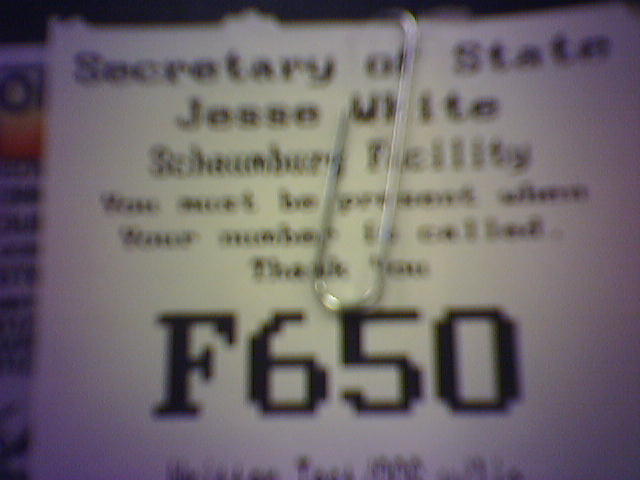 Secretary of State
Jesse White
Schaumburg Facility
You must be present when
Your number is called.
Thank You
F650